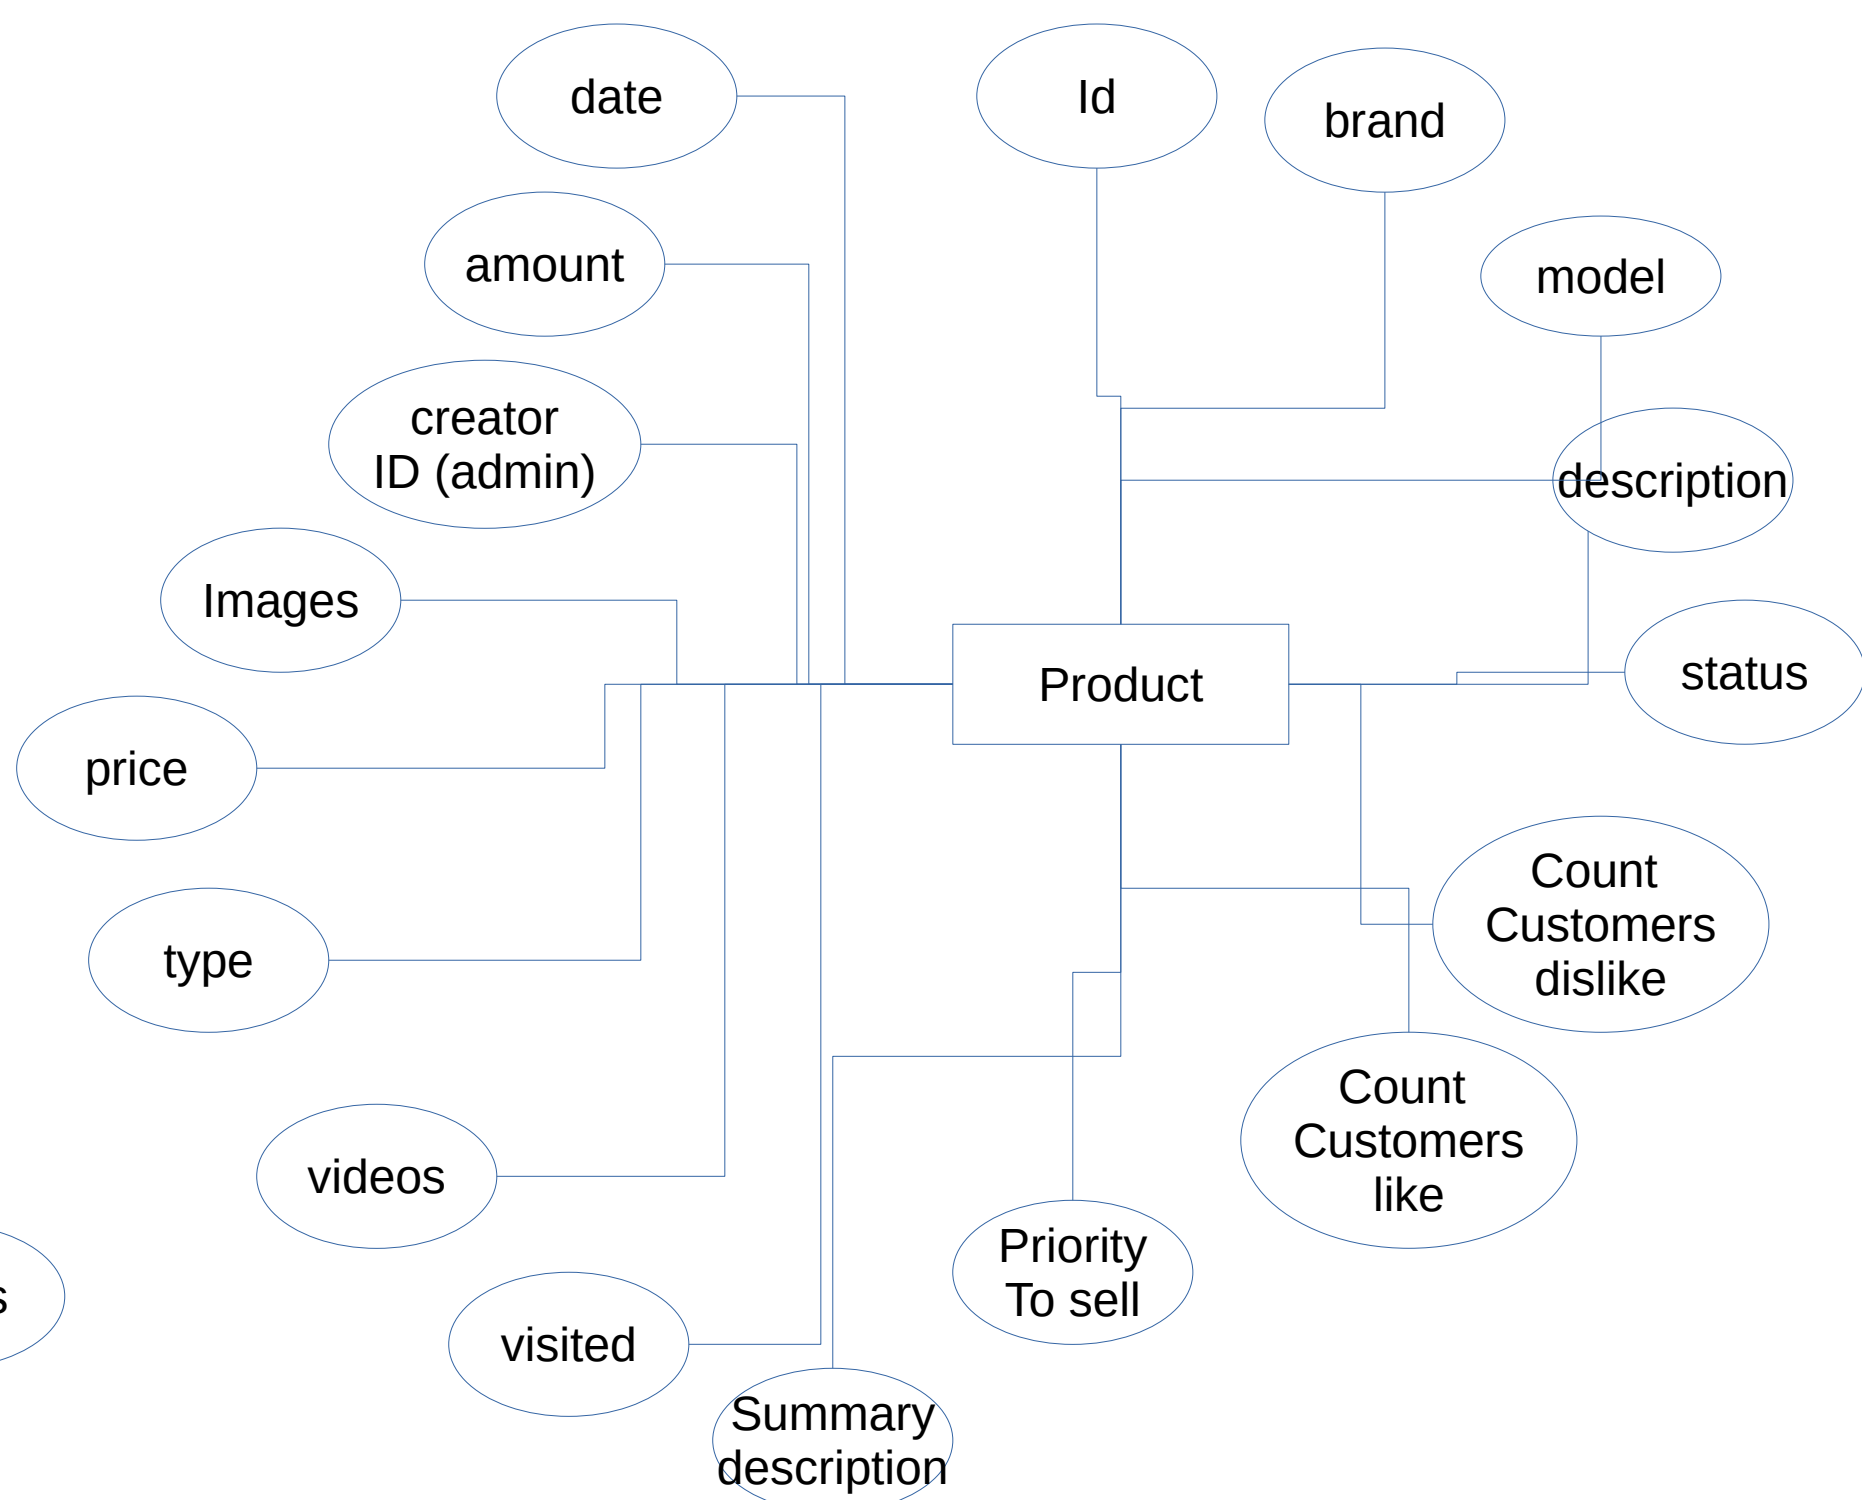 date
Id
brand
amount
model
creator
ID (admin)
description
Images
Product
status
price
Count
Customers
dislike
type
Count
Customers
like
videos
Priority
To sell
s
visited
Summary
description